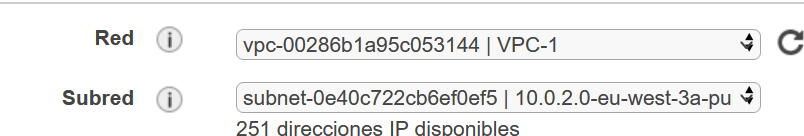 Red
vpc-00286b1a95c053144 | VPC-1
Subred
subnet-0e40c722cb6ef0ef5 | 10.0.2.0-eu-west-3a-pu
251 direcciones IP disponibles